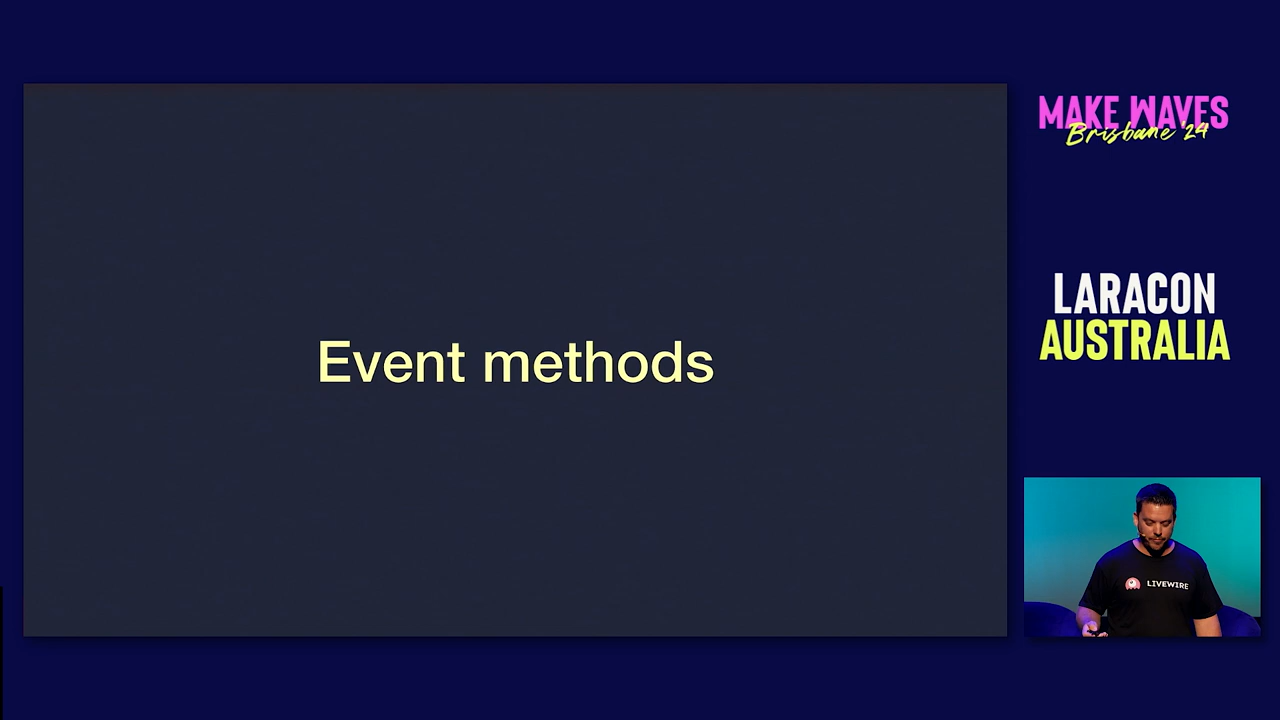 Event methods
MAKE WAVES
Brisbane '24
LARACON
AUSTRALIA
LIVEWIRE